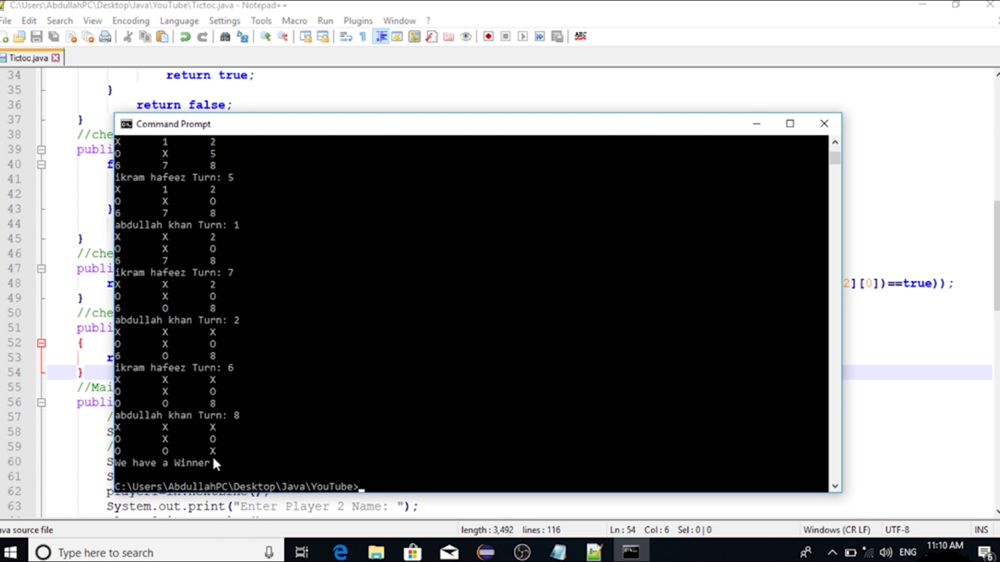 C:\Users\AbdullahPC\Desktop\Java\YouTube\Tictoc.java - Notepad++
File Edit Search View Encoding Language Settings Tools Macro Run Plugins Window ?
ABC
Tictoc.java
34 return true;
35 }
36 return false;
37 }
38 //che
39 publi
40 f
41
42
43 }
44
45 }
46 //che
47 publi
48 r 2][0])==true));
49 }
50 //che
51 publi
52 {
53 r
54 }
55 //Mai
56 publi
57 /
58 S
59 /
60 S
61 S
62 player1=in.nextLine();
63 System.out.print("Enter Player 2 Name: ");
Command Prompt
X 1 2
O X 5
6 7 8
ikram hafeez Turn: 5
X 1 2
O X O
6 7 8
abdullah khan Turn: 1
X X 2
O X O
6 7 8
ikram hafeez Turn: 7
X X 2
O X O
6 O 8
abdullah khan Turn: 2
X X X
O X O
6 O 8
ikram hafeez Turn: 6
X X X
O X O
O O 8
abdullah khan Turn: 8
X X X
O X O
O O X
We have a Winner
C:\Users\AbdullahPC\Desktop\Java\YouTube>
ava source file length : 3,492 lines : 116 Ln : 54 Col : 6 Sel : 0 | 0 Windows (CR LF) UTF-8 INS
Type here to search ENG 11:10 AM